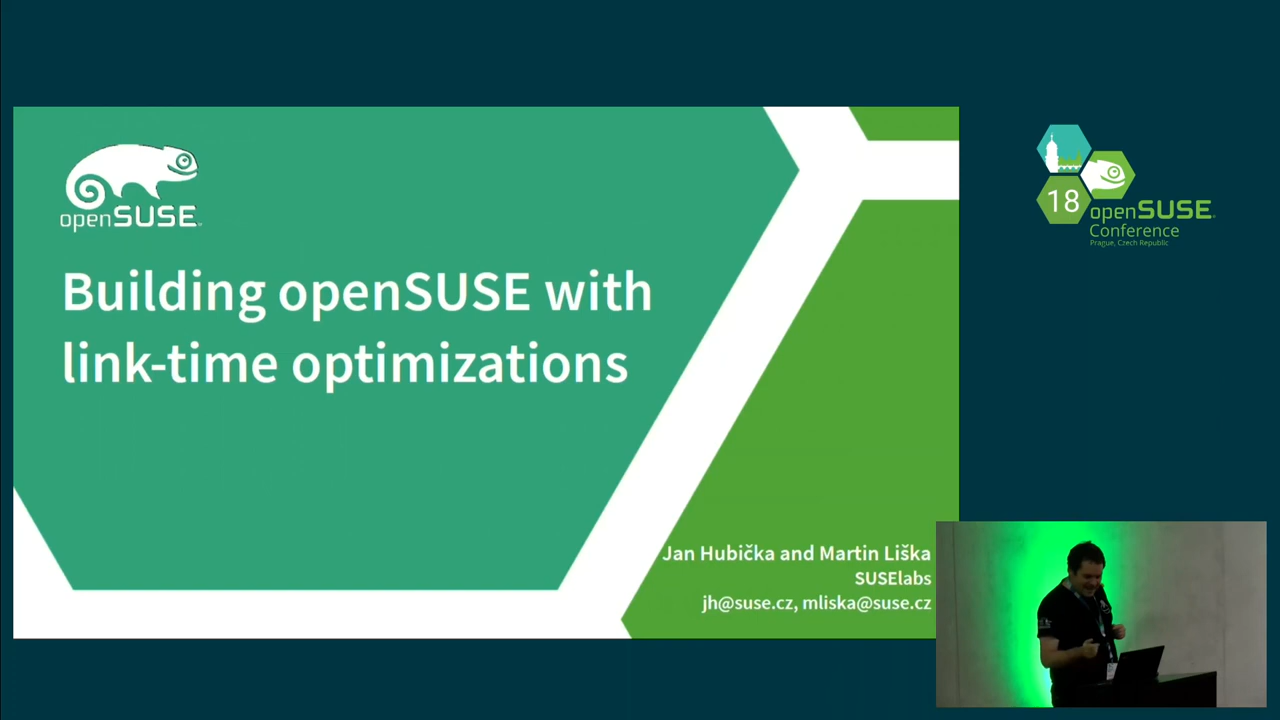 openSUSE
Building openSUSE with
link-time optimizations
Jan Hubička and Martin Liška
SUSElabs
jh@suse.cz, mliska@suse.cz
18
openSUSE
Conference
Prague, Czech Republic